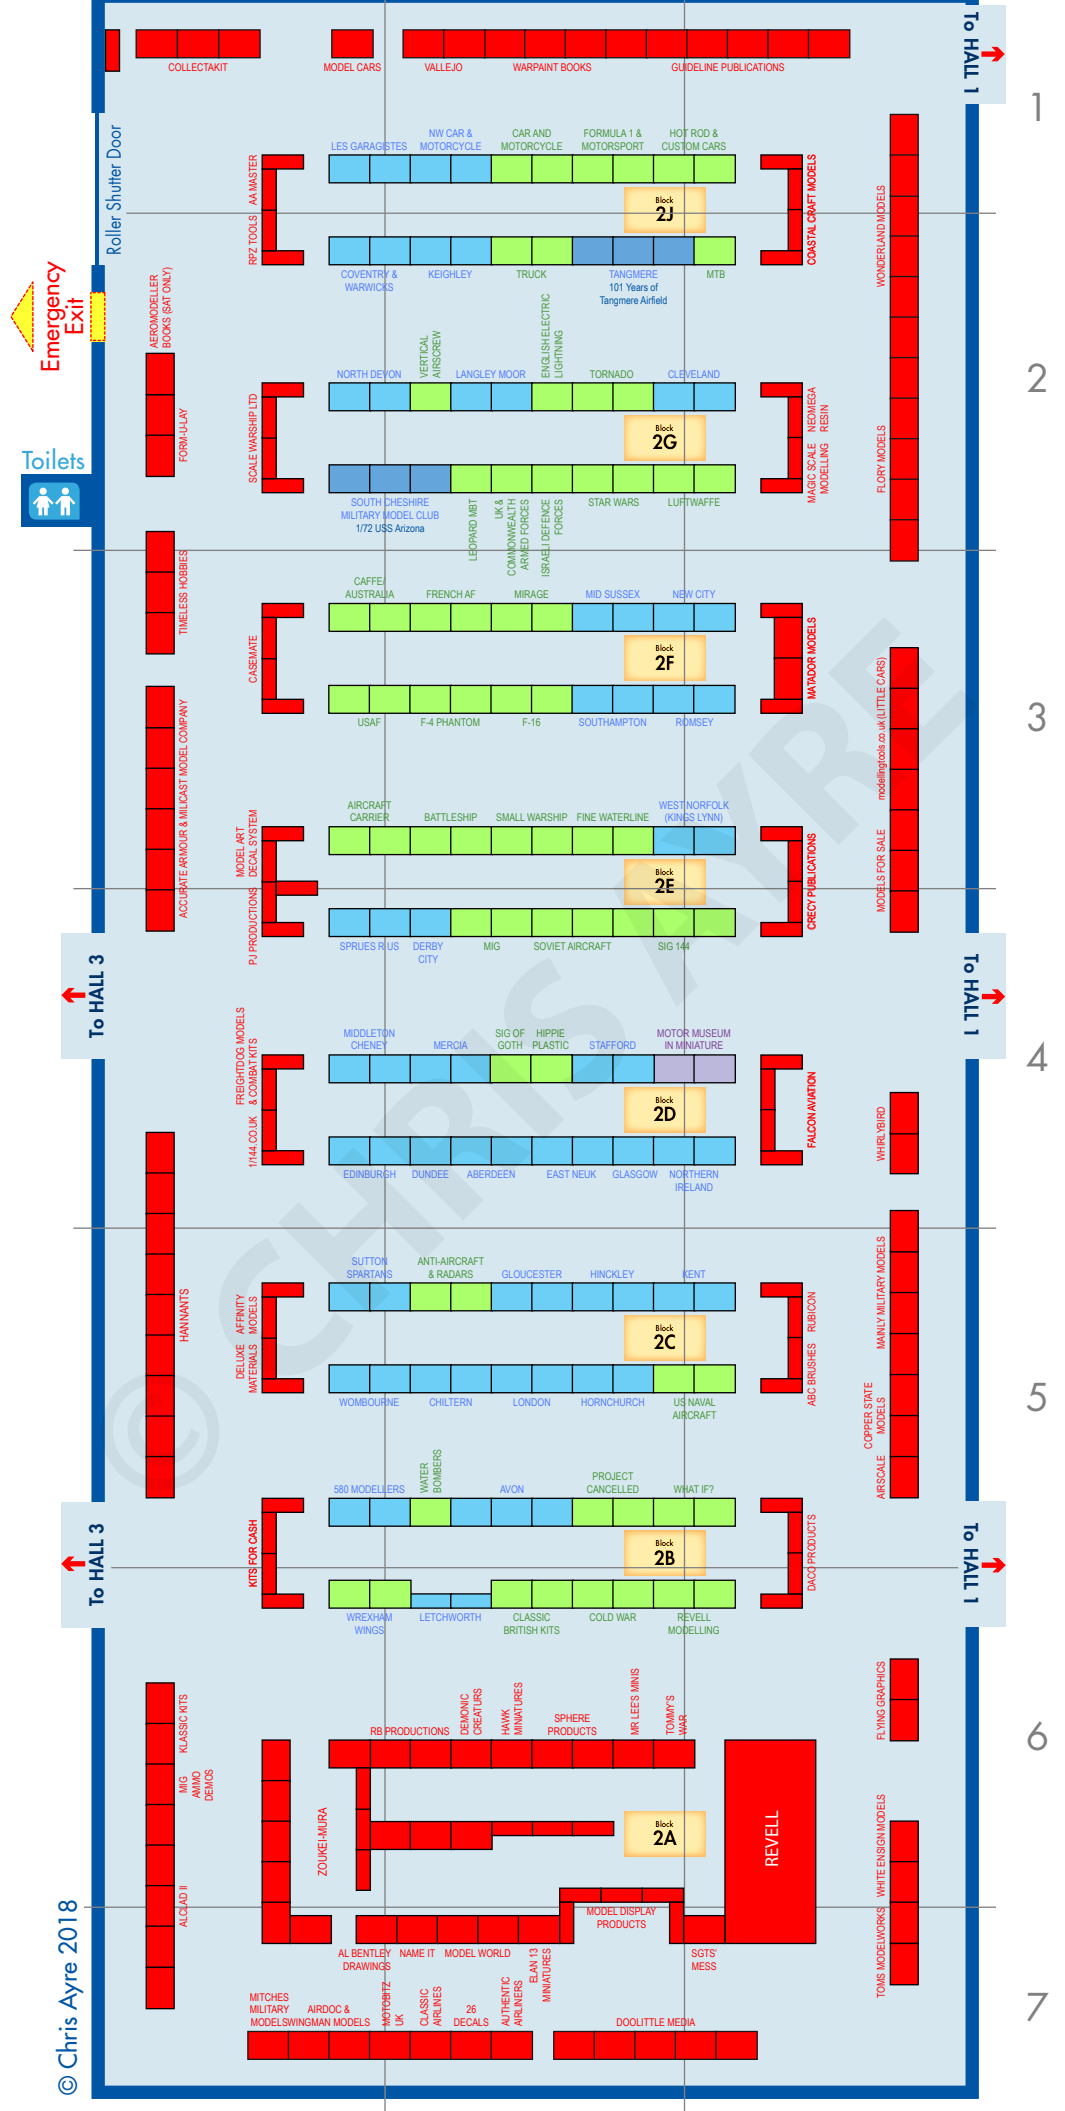 To HALL 1
COLLECTAKIT
MODEL CARS
VALLEJO
WARPAINT BOOKS
GUIDELINE PUBLICATIONS
1
Roller Shutter Door
LES GARAGISTES
NW CAR &
MOTORCYCLE
CAR AND
MOTORCYCLE
FORMULA 1 &
MOTORSPORT
HOT ROD &
CUSTOM CARS
AA MASTER
RPZ TOOLS
Block
2J
COASTAL CRAFT MODELS
WONDERLAND MODELS
COVENTRY &
WARWICKS
KEIGHLEY
TRUCK
TANGMERE
101 Years of
Tangmere Airfield
MTB
Emergency
Exit
AEROMODELLER
BOOKS (SAT ONLY)
FORM-U-LAY
2
NORTH DEVON
VERTICAL
AIRSCREW
LANGLEY MOOR
ENGLISH ELECTRIC
LIGHTNING
TORNADO
CLEVELAND
SCALE WARSHIP LTD
Block
2G
NEOMEGA
RESIN
MAGIC SCALE
MODELLING
FLORY MODELS
Toilets
SOUTH CHESHIRE
MILITARY MODEL CLUB
1/72 USS Arizona
LEOPARD MBT
UK &
COMMONWEALTH
ARMED FORCES
ISRAELI DEFENCE
FORCES
STAR WARS
LUFTWAFFE
TIMELESS HOBBIES
CAFFE/
AUSTRALIA
FRENCH AF
MIRAGE
MID SUSSEX
NEW CITY
CASEMATE
Block
2F
MATADOR MODELS
modellingtools.co.uk (LITTLE CARS)
3
USAF
F-4 PHANTOM
F-16
SOUTHAMPTON
ROMSEY
ACCURATE ARMOUR & MILICAST MODEL COMPANY
AIRCRAFT
CARRIER
BATTLESHIP
SMALL WARSHIP
FINE WATERLINE
WEST NORFOLK
(KINGS LYNN)
MODEL ART
DECAL SYSTEM
PJ PRODUCTIONS
Block
2E
CRECY PUBLICATIONS
MODELS FOR SALE
SPRUES R US
DERBY
CITY
MIG
SOVIET AIRCRAFT
SIG 144
To HALL 3
To HALL 1
4
MIDDLETON
CHENEY
MERCIA
SIG OF
GOTH
HIPPIE
PLASTIC
STAFFORD
MOTOR MUSEUM
IN MINIATURE
FREIGHTDOG MODELS
& COMBAT KITS
1/144.CO.UK
Block
2D
FALCON AVIATION
WHIRLYBIRD
EDINBURGH
DUNDEE
ABERDEEN
EAST NEUK
GLASGOW
NORTHERN
IRELAND
HANNANTS
SUTTON
SPARTANS
ANTI-AIRCRAFT
& RADARS
GLOUCESTER
HINCKLEY
KENT
AFFINITY
MODELS
DELUXE
MATERIALS
Block
2C
RUBICON
ABC BRUSHES
MAINLY MILITARY MODELS
5
WOMBOURNE
CHILTERN
LONDON
HORNCHURCH
US NAVAL
AIRCRAFT
COPPER STATE
MODELS
AIRSCALE
580 MODELLERS
WATER
BOMBERS
AVON
PROJECT
CANCELLED
WHAT IF?
KITS FOR CASH
Block
2B
DACO PRODUCTS
To HALL 3
To HALL 1
WREXHAM
WINGS
LETCHWORTH
CLASSIC
BRITISH KITS
COLD WAR
REVELL
MODELLING
FLYING GRAPHICS
6
KLASSIC KITS
MIG
AMMO
DEMOS
ALCLAD II
RB PRODUCTIONS
DEMONIC
CREATURS
HAWK
MINIATURES
SPHERE
PRODUCTS
MR LEE'S MINIS
TOMMY'S
WAR
ZOUKEI-MURA
Block
2A
REVELL
WHITE ENSIGN MODELS
TOMS MODELWORKS
MODEL DISPLAY
PRODUCTS
AL BENTLEY
DRAWINGS
NAME IT
MODEL WORLD
ELAN 13
MINIATURES
SGTS'
MESS
7
MITCHES
MILITARY
MODELS
AIRDOC &
WINGMAN MODELS
MOTOBITZ
UK
CLASSIC
AIRLINES
26
DECALS
AUTHENTIC
AIRLINERS
DOOLITTLE MEDIA
© Chris Ayre 2018
© CHRIS AYRE